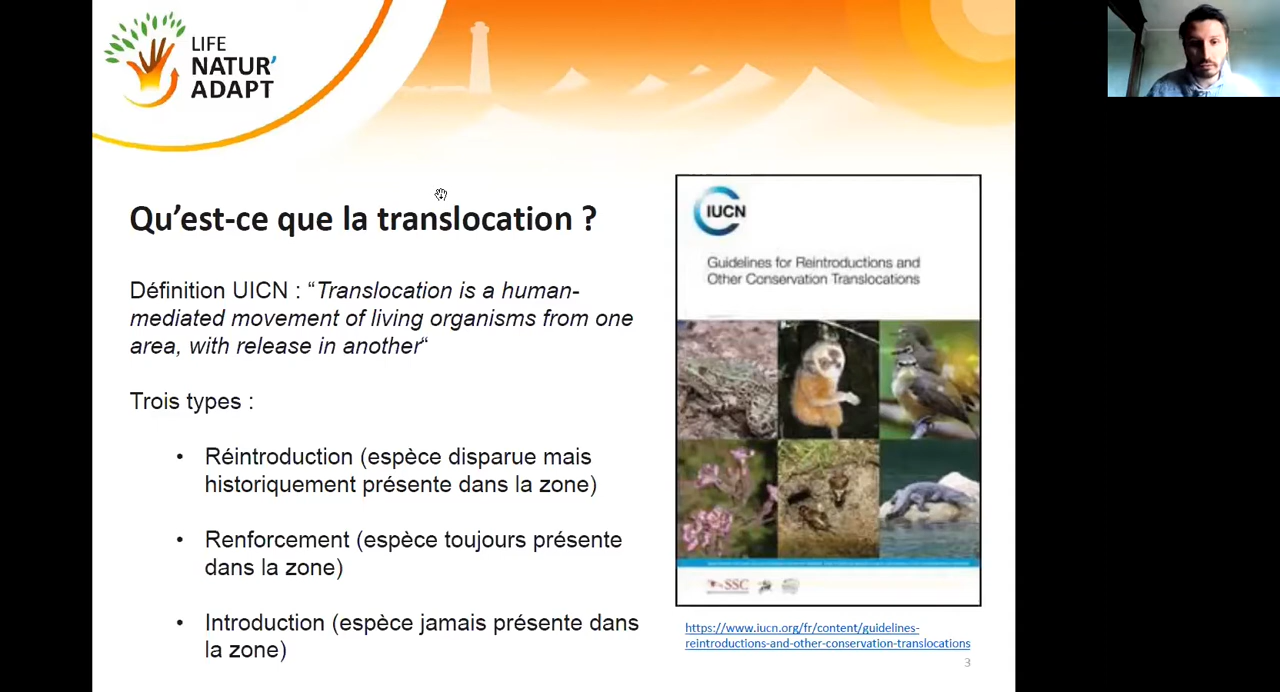 LIFE
NATUR'
ADAPT
Qu'est-ce que la translocation ?
Définition UICN : “Translocation is a human-
mediated movement of living organisms from one
area, with release in another“
Trois types :
• Réintroduction (espèce disparue mais
historiquement présente dans la zone)
• Renforcement (espèce toujours présente
dans la zone)
• Introduction (espèce jamais présente dans
la zone)
IUCN
Guidelines for Reintroductions and
Other Conservation Translocations
SSC
https://www.iucn.org/fr/content/guidelines-
reintroductions-and-other-conservation-translocations
3